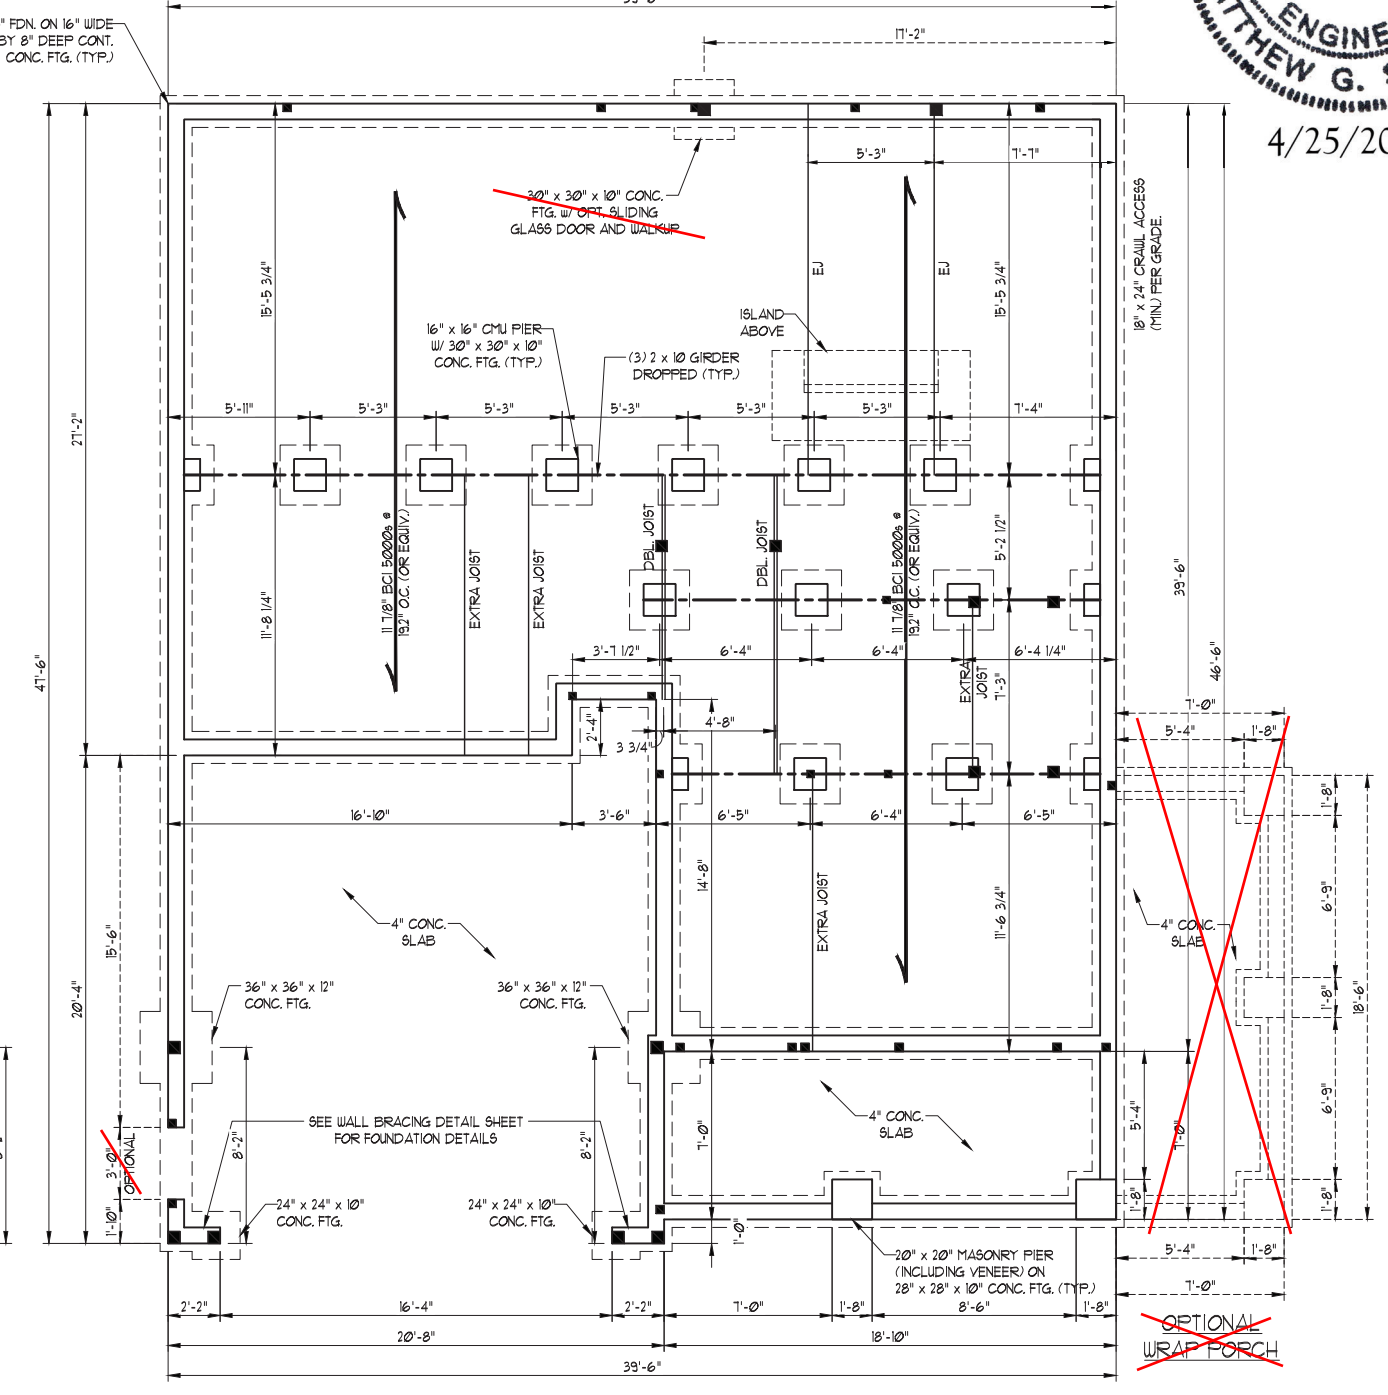 " FDN. ON 16" WIDE
BY 8" DEEP CONT.
CONC. FTG. (TYP.)
17'-2"
ENGINE
THEW G.
4/25/20
5'-3"
7'-7"
18" x 24" CRAWL ACCESS
(MIN.) PER GRADE.
30" x 30" x 10" CONC.
FTG. W/ OPT. SLIDING
GLASS DOOR AND WALKUP
15'-5 3/4"
EJ
EJ
15'-5 3/4"
ISLAND
ABOVE
16" x 16" CMU PIER
W/ 30" x 30" x 10"
CONC. FTG. (TYP.)
(3) 2 x 10 GIRDER
DROPPED (TYP.)
5'-11"
5'-3"
5'-3"
5'-3"
5'-3"
5'-3"
7'-4"
27'-2"
11 7/8" BCI 5000s @
19.2" O.C. (OR EQUIV.)
EXTRA JOIST
EXTRA JOIST
DBL. JOIST
DBL. JOIST
11 7/8" BCI 5000s @
19.2" O.C. (OR EQUIV.)
5'-2 1/2"
11'-8 1/4"
39'-6"
47'-6"
46'-6"
3'-7 1/2"
6'-4"
6'-4"
6'-4 1/4"
EXTRA
JOIST
7'-3"
2'-4"
4'-8"
3 3/4"
7'-0"
5'-4"
1'-8"
16'-10"
3'-6"
6'-5"
6'-4"
6'-5"
1'-8"
14'-8"
EXTRA JOIST
11'-6 3/4"
6'-9"
4" CONC.
SLAB
4" CONC.
SLAB
15'-6"
20'-4"
36" x 36" x 12"
CONC. FTG.
36" x 36" x 12"
CONC. FTG.
1'-8"
18'-6"
6'-9"
4" CONC.
SLAB
5'-4"
7'-0"
7'-0"
SEE WALL BRACING DETAIL SHEET
FOR FOUNDATION DETAILS
8'-2"
8'-2"
3'-0"
OPTIONAL
1'-10"
24" x 24" x 10"
CONC. FTG.
24" x 24" x 10"
CONC. FTG.
1'-8"
1'-8"
1'-0"
20" x 20" MASONRY PIER
(INCLUDING VENEER) ON
28" x 28" x 10" CONC. FTG. (TYP.)
5'-4"
1'-8"
7'-0"
2'-2"
16'-4"
2'-2"
7'-0"
1'-8"
8'-6"
1'-8"
20'-8"
18'-10"
39'-6"
OPTIONAL
WRAP PORCH